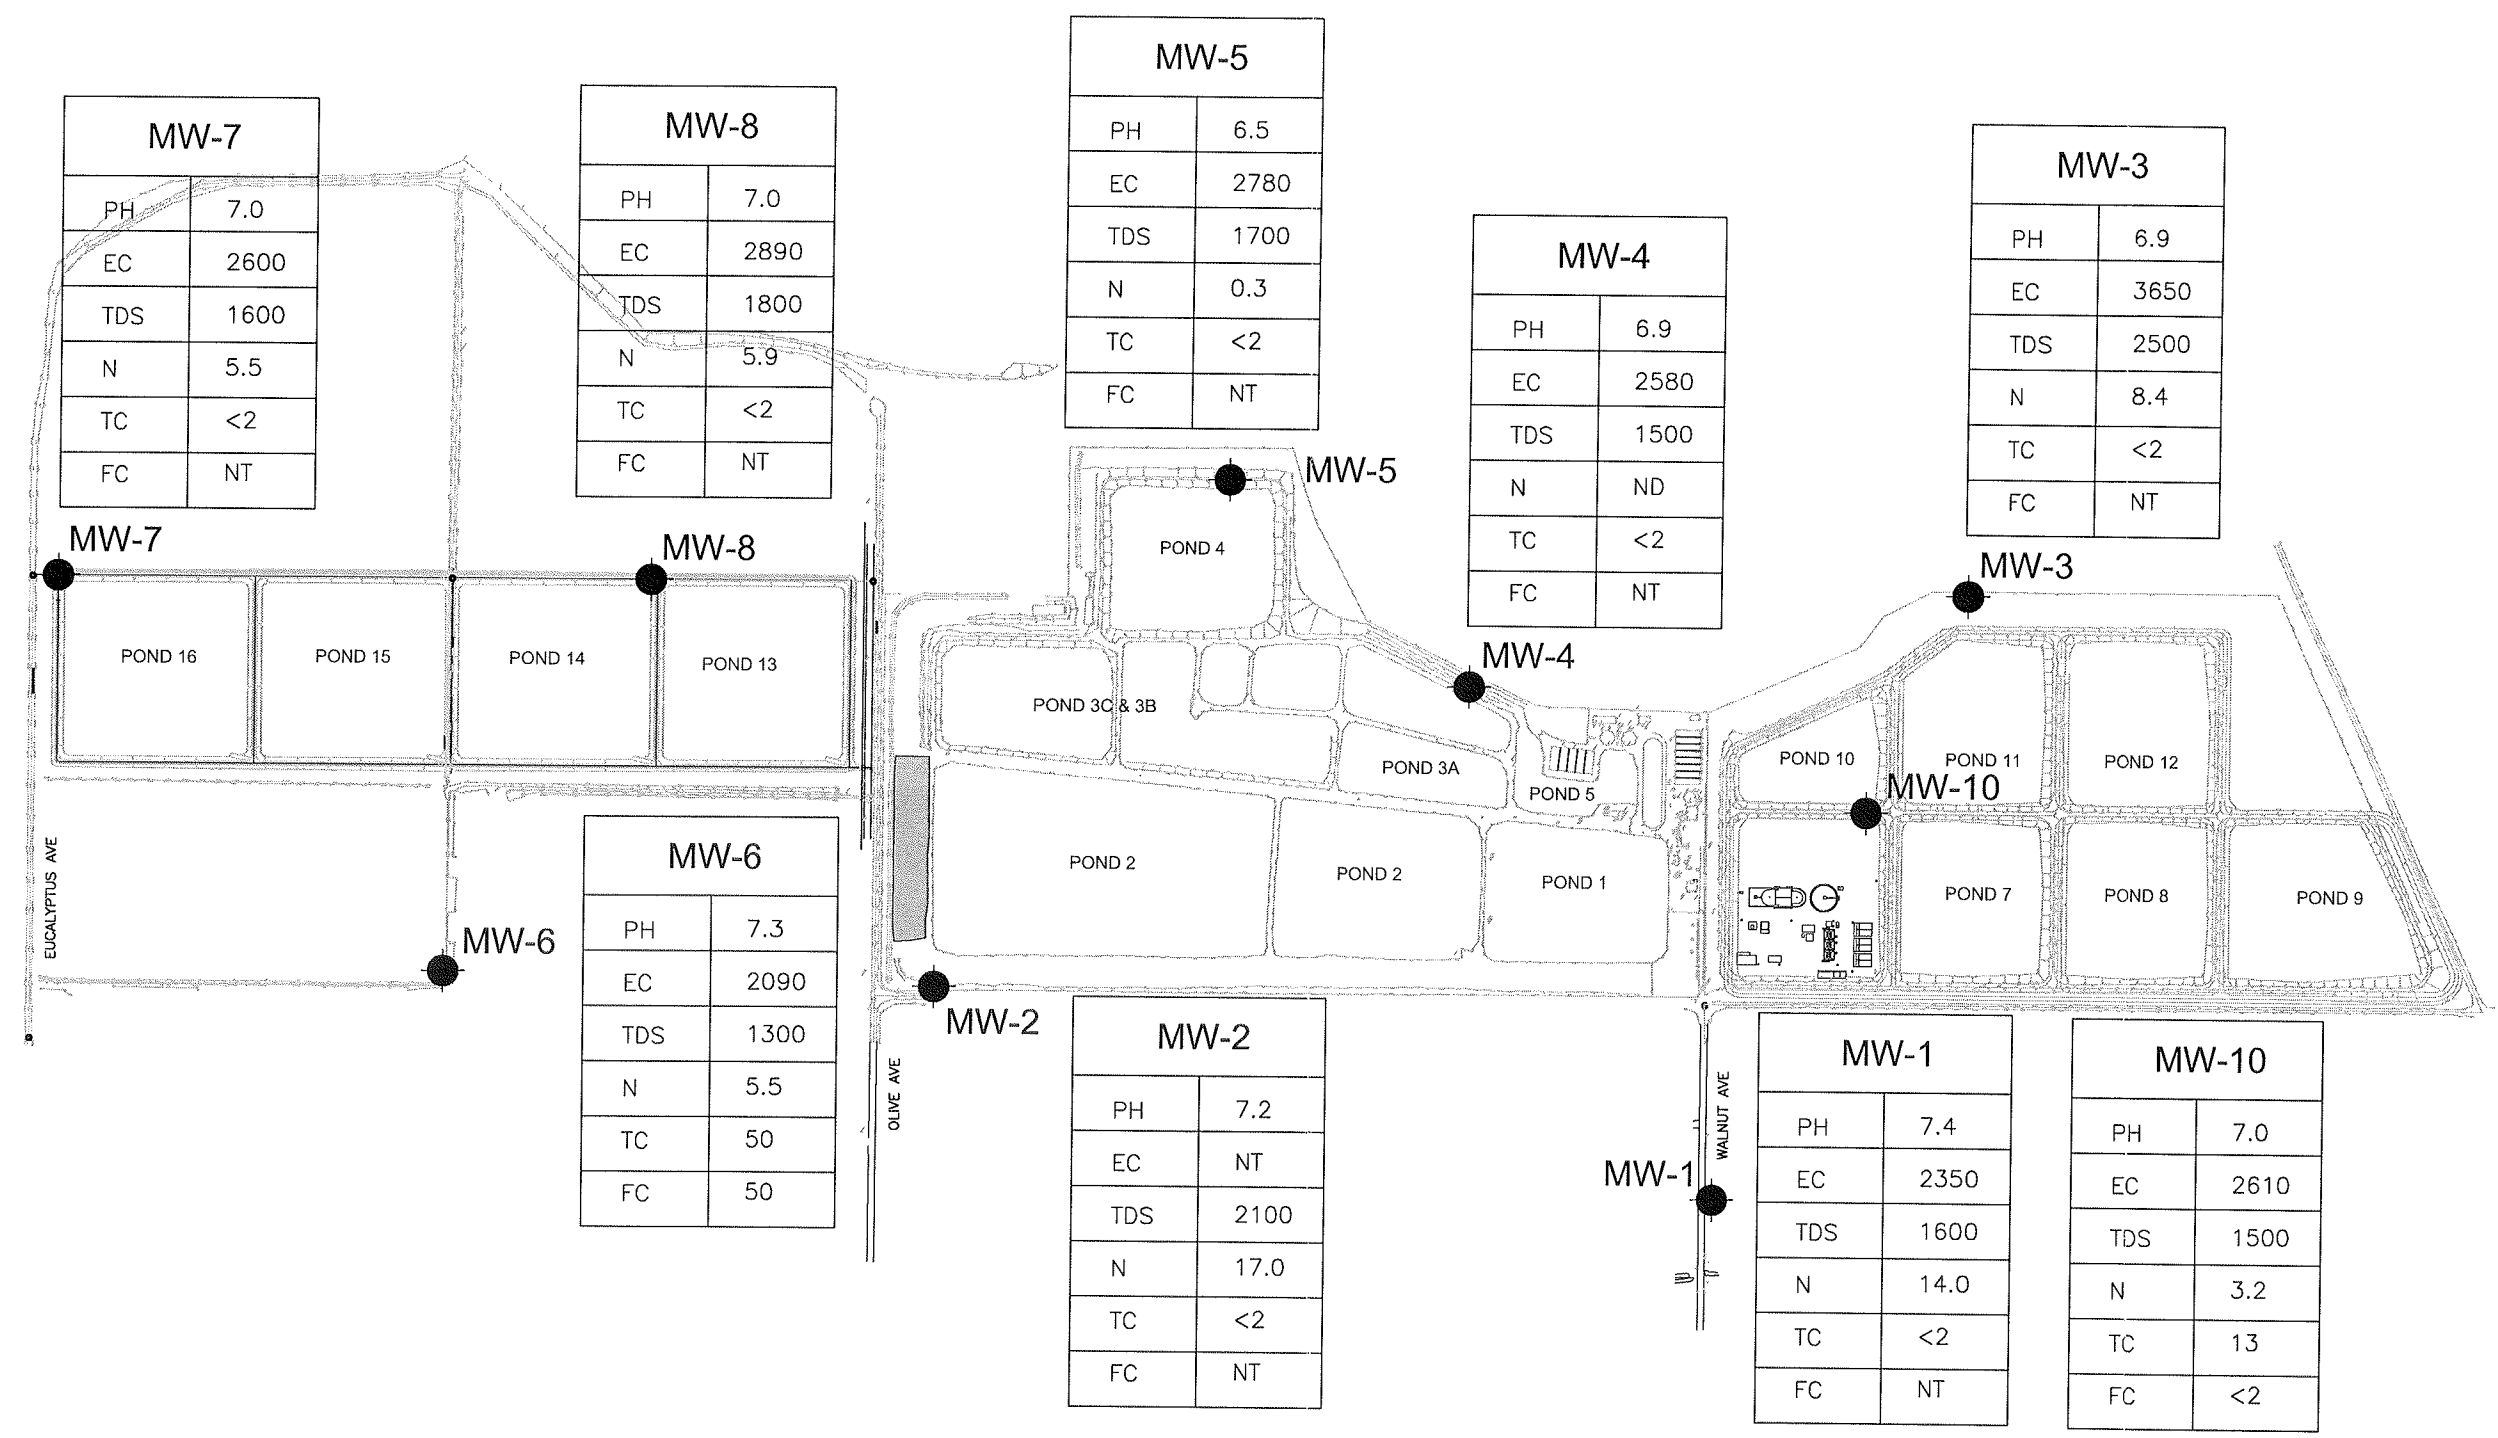 MW-5
PH 6.5
EC 2780
TDS 1700
N 0.3
TC <2
FC NT
MW-7
PH 7.0
EC 2600
TDS 1600
N 5.5
TC <2
FC NT
MW-8
PH 7.0
EC 2890
TDS 1800
N 5.9
TC <2
FC NT
MW-3
PH 6.9
EC 3650
TDS 2500
N 8.4
TC <2
FC NT
MW-4
PH 6.9
EC 2580
TDS 1500
N ND
TC <2
FC NT
MW-7
MW-8
MW-5
MW-4
MW-3
POND 16
POND 15
POND 14
POND 13
POND 4
POND 3C & 3B
POND 3A
POND 5
POND 10
POND 11
POND 12
MW-10
POND 2
POND 2
POND 1
POND 7
POND 8
POND 9
EUCALYPTUS AVE
MW-6
MW-6
PH 7.3
EC 2090
TDS 1300
N 5.5
TC 50
FC 50
OLIVE AVE
MW-2
MW-2
PH 7.2
EC NT
TDS 2100
N 17.0
TC <2
FC NT
WALNUT AVE
MW-1
MW-1
PH 7.4
EC 2350
TDS 1600
N 14.0
TC <2
FC NT
MW-10
PH 7.0
EC 2610
TDS 1500
N 3.2
TC 13
FC <2